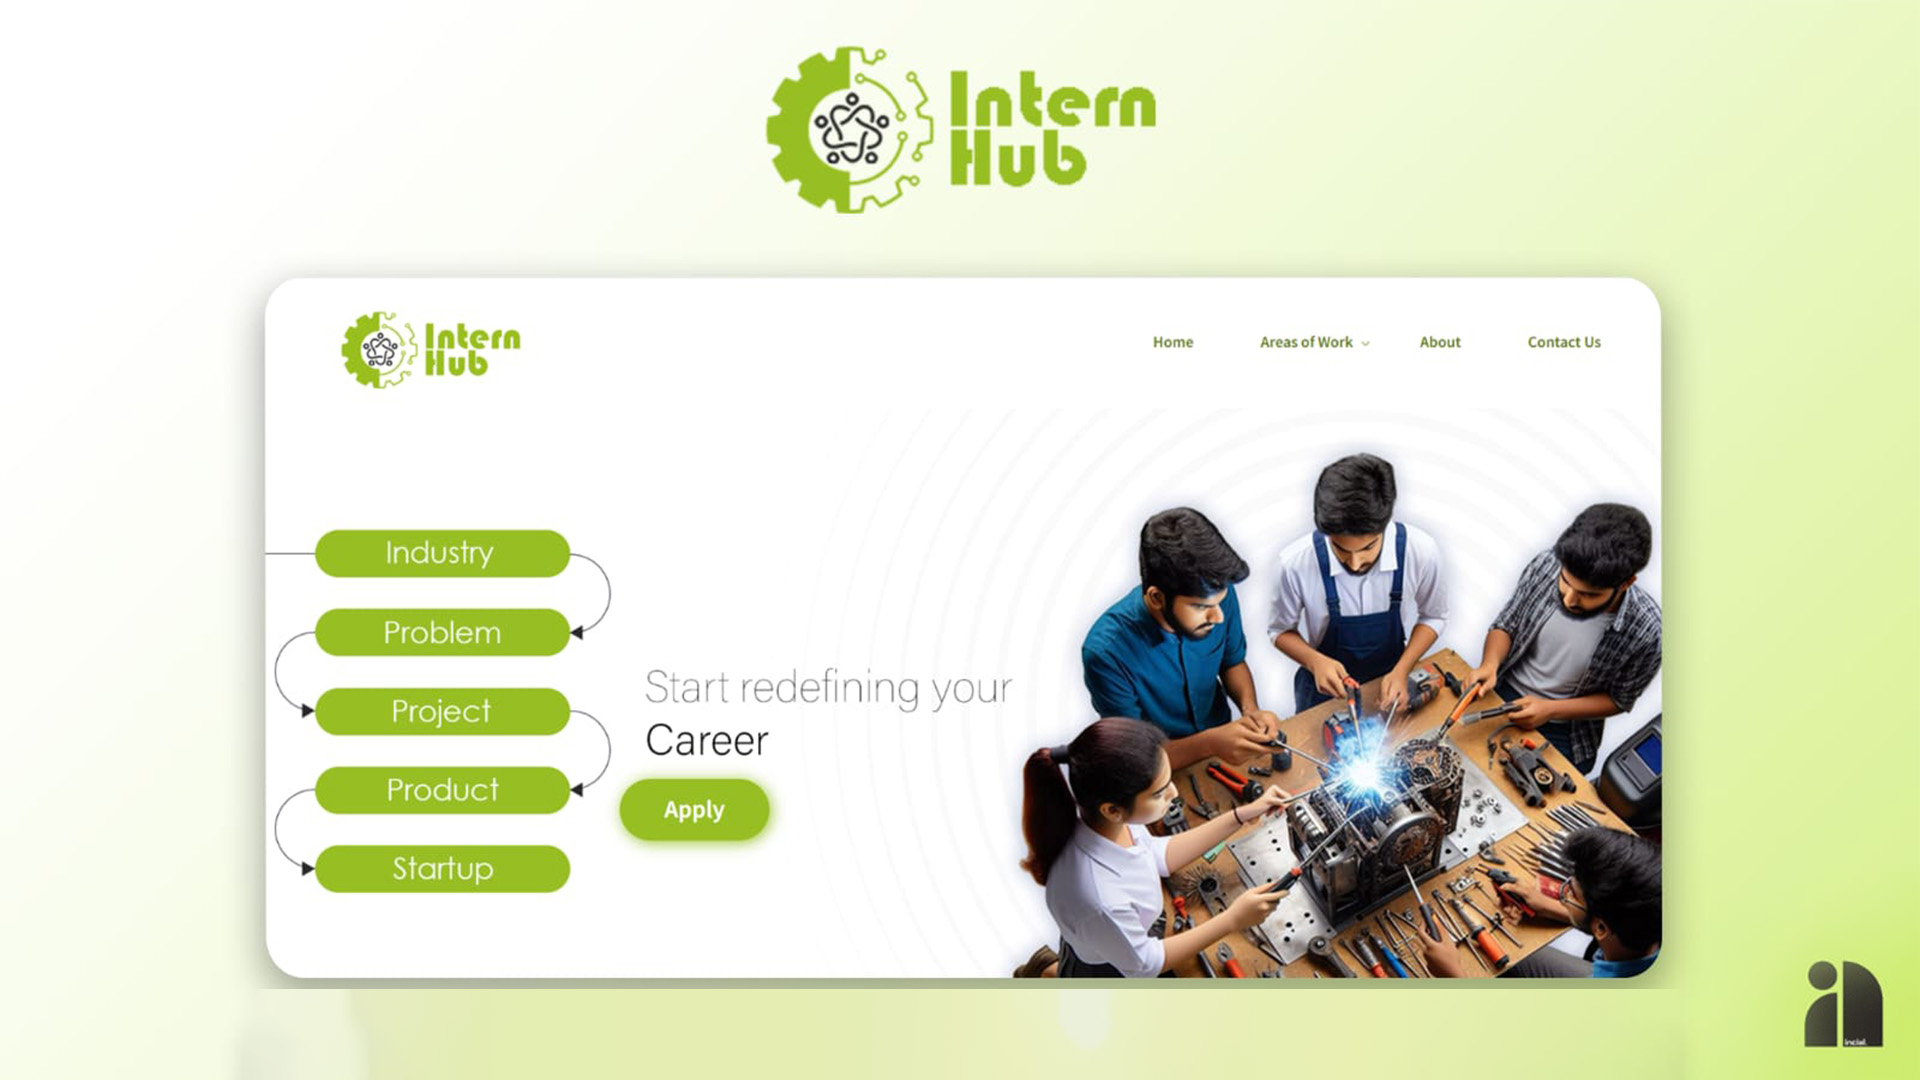 Intern
Hub
Intern
Hub
Home
Areas of Work
About
Contact Us
Industry
Problem
Project
Product
Startup
Start redefining your
Career
Apply
incial